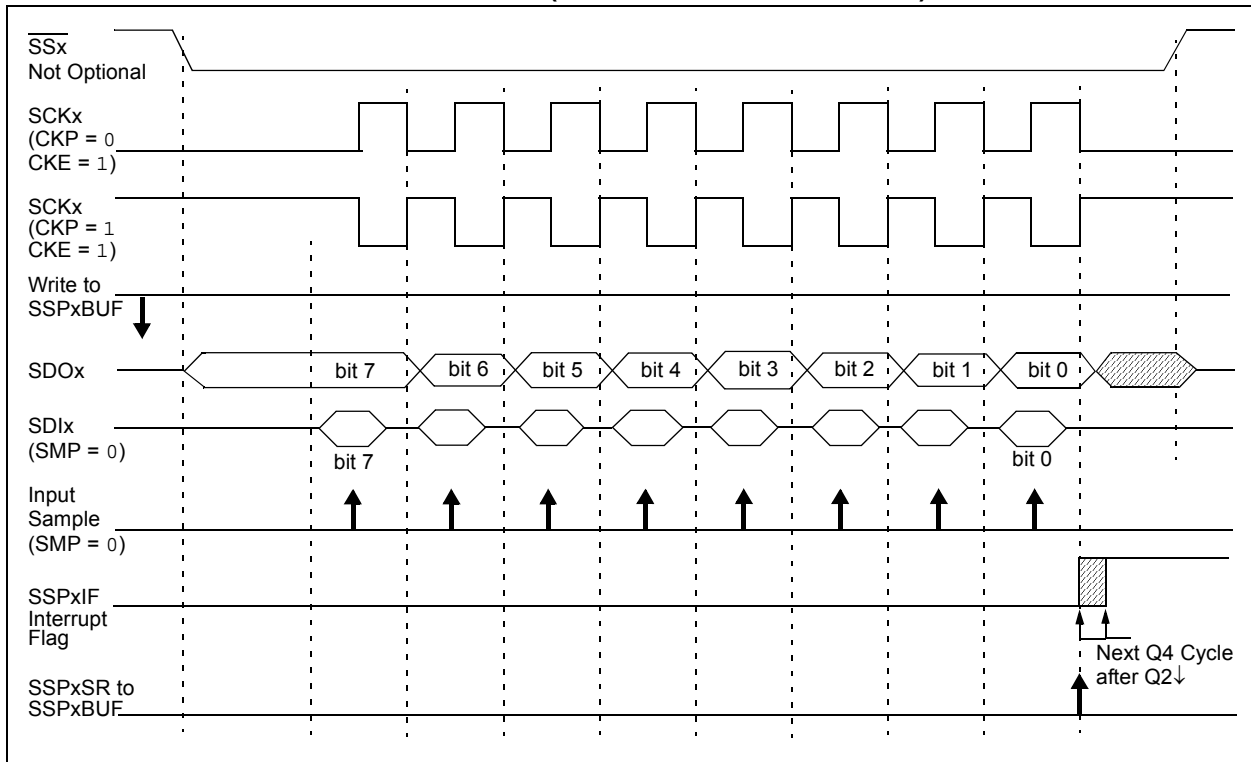 SSx
Not Optional
SCKx
(CKP = 0
CKE = 1)
SCKx
(CKP = 1
CKE = 1)
Write to
SSPxBUF
SDOx
bit 7
bit 6
bit 5
bit 4
bit 3
bit 2
bit 1
bit 0
SDIx
(SMP = 0)
bit 7
bit 0
Input
Sample
(SMP = 0)
SSPxIF
Interrupt
Flag
Next Q4 Cycle
after Q2↓
SSPxSR to
SSPxBUF